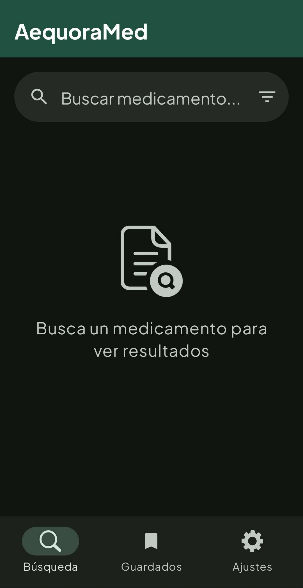 AequoraMed
Buscar medicamento...
Busca un medicamento para
ver resultados
Búsqueda
Guardados
Ajustes